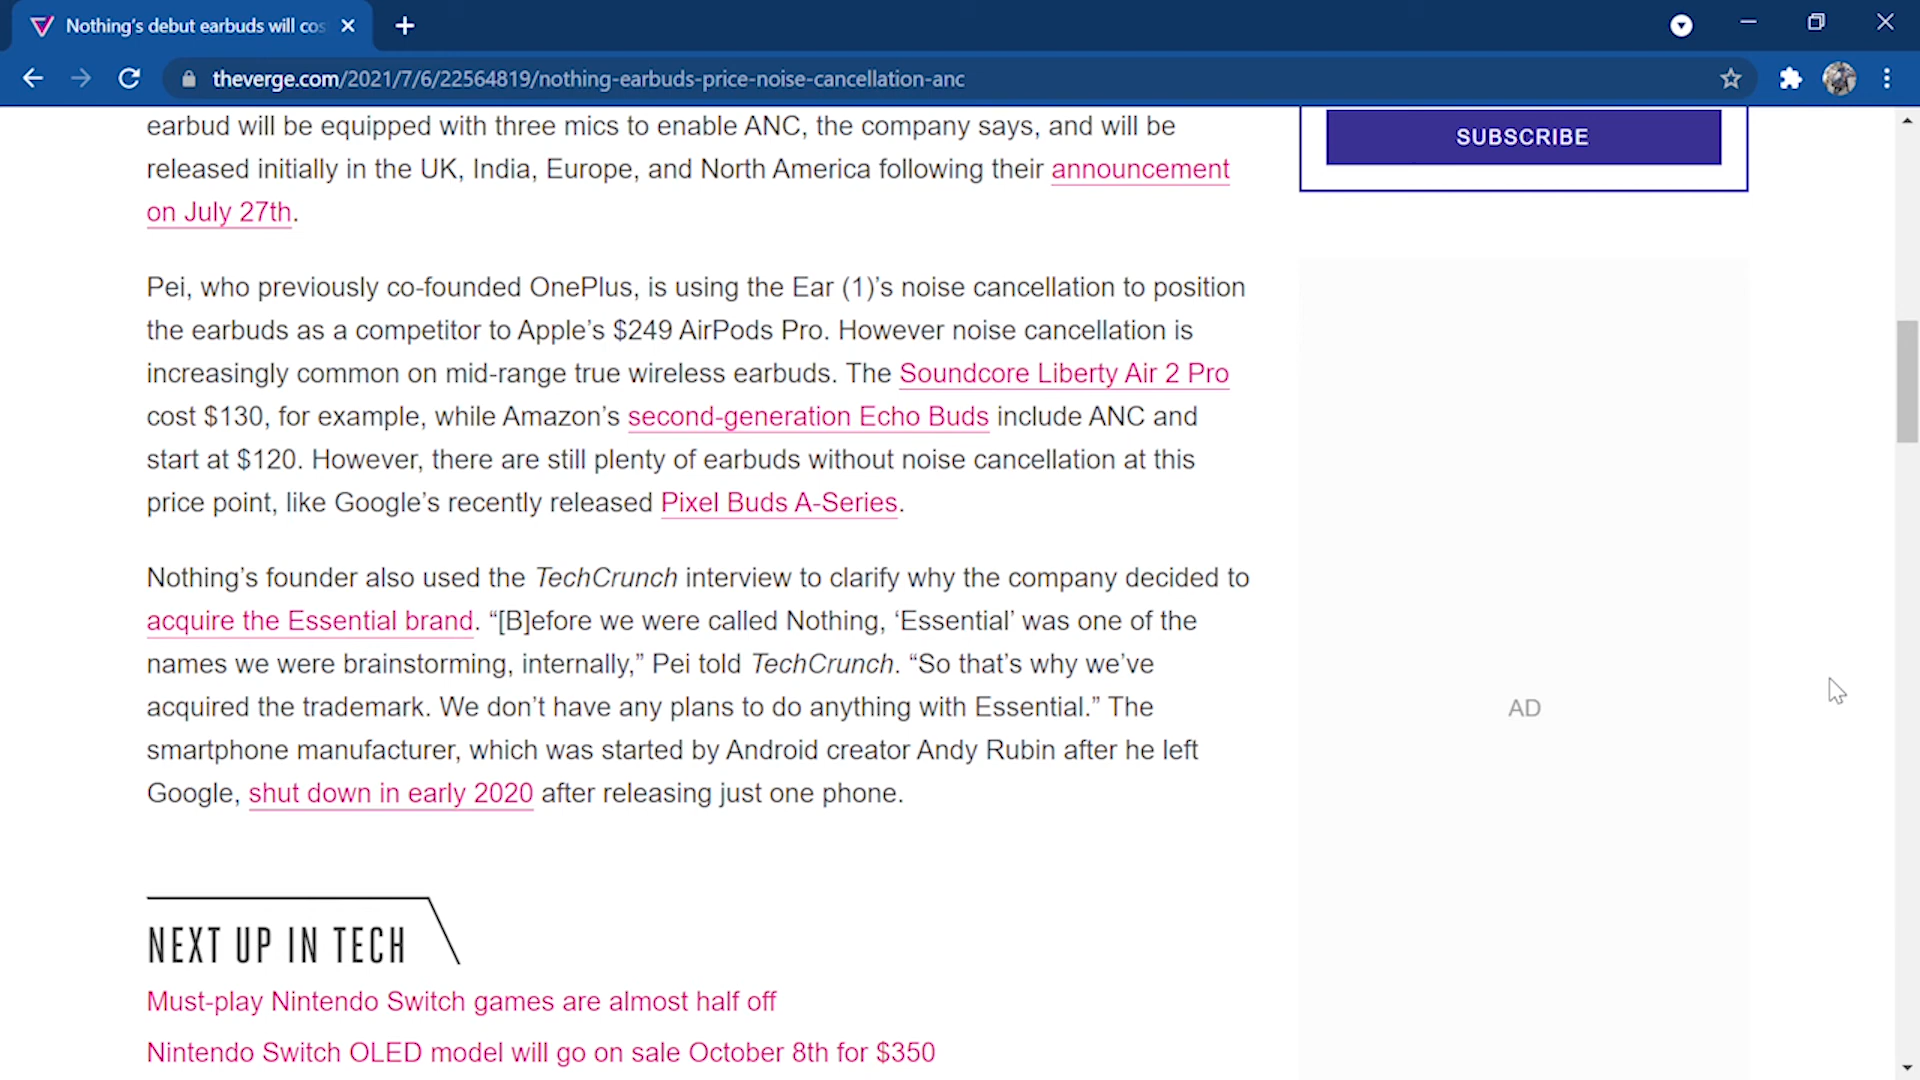 Nothing's debut earbuds will cos
theverge.com/2021/7/6/22564819/nothing-earbuds-price-noise-cancellation-anc
earbud will be equipped with three mics to enable ANC, the company says, and will be
released initially in the UK, India, Europe, and North America following their announcement
on July 27th.
SUBSCRIBE
Pei, who previously co-founded OnePlus, is using the Ear (1)’s noise cancellation to position
the earbuds as a competitor to Apple’s $249 AirPods Pro. However noise cancellation is
increasingly common on mid-range true wireless earbuds. The Soundcore Liberty Air 2 Pro
cost $130, for example, while Amazon’s second-generation Echo Buds include ANC and
start at $120. However, there are still plenty of earbuds without noise cancellation at this
price point, like Google’s recently released Pixel Buds A-Series.
Nothing’s founder also used the TechCrunch interview to clarify why the company decided to
acquire the Essential brand. “[B]efore we were called Nothing, ‘Essential’ was one of the
names we were brainstorming, internally,” Pei told TechCrunch. “So that’s why we’ve
acquired the trademark. We don’t have any plans to do anything with Essential.” The
smartphone manufacturer, which was started by Android creator Andy Rubin after he left
Google, shut down in early 2020 after releasing just one phone.
AD
NEXT UP IN TECH
Must-play Nintendo Switch games are almost half off
Nintendo Switch OLED model will go on sale October 8th for $350